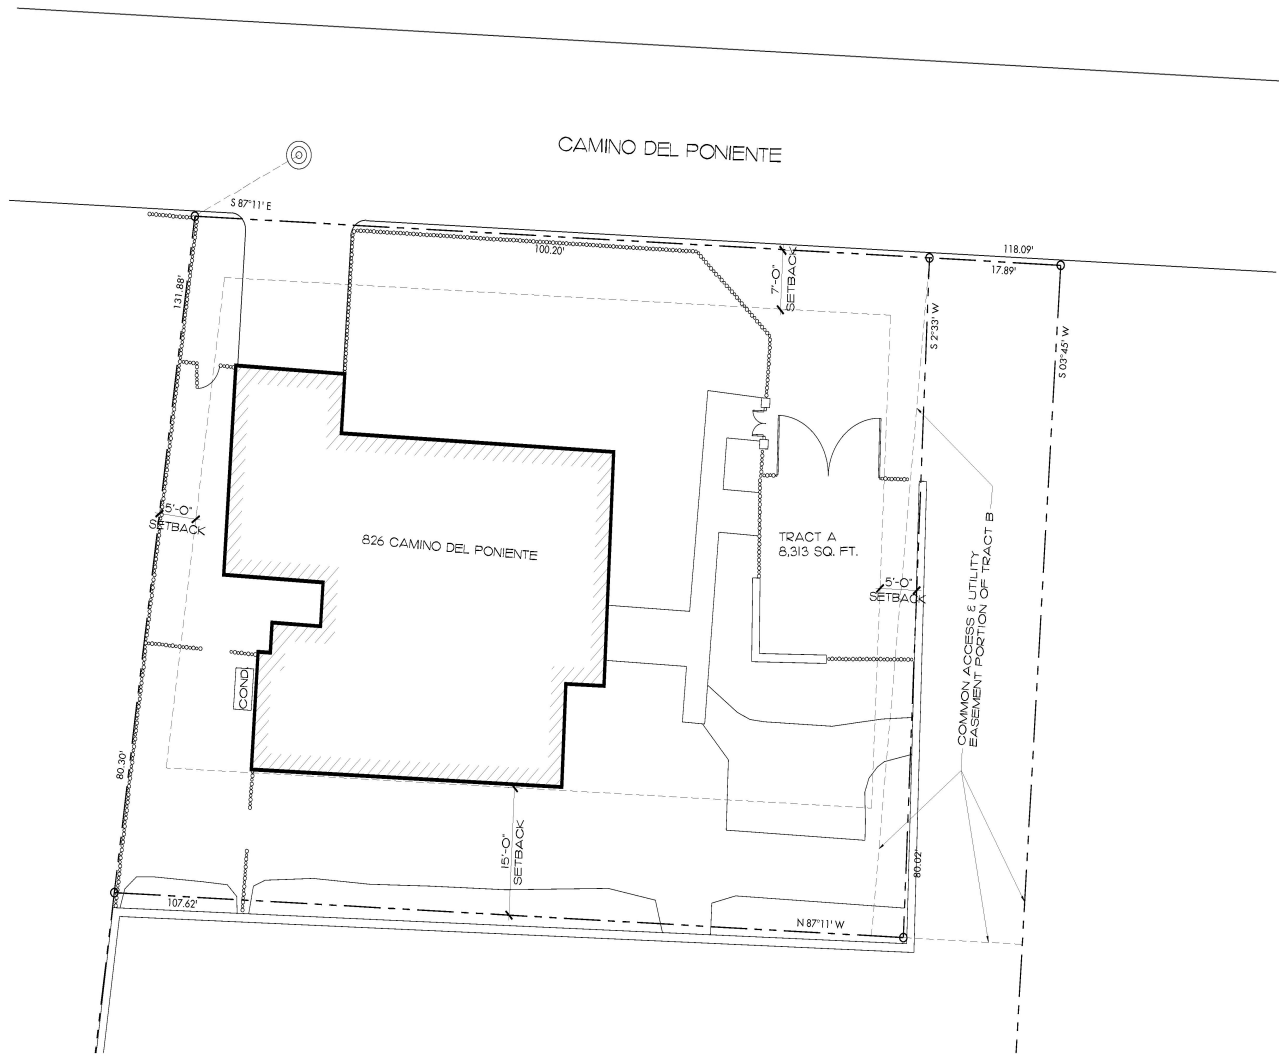 CAMINO DEL PONIENTE
S 87°11' E
100.20'
118.09'
17.89'
131.88'
7'-0"
SETBACK
S 2°33' W
S 03°45' W
5'-0"
SETBACK
826 CAMINO DEL PONIENTE
TRACT A
8,313 SQ. FT.
5'-0"
SETBACK
COMMON ACCESS & UTILITY
EASEMENT PORTION OF TRACT B
COND.
80.30'
15'-0"
SETBACK
80.02'
107.62'
N 87°11' W